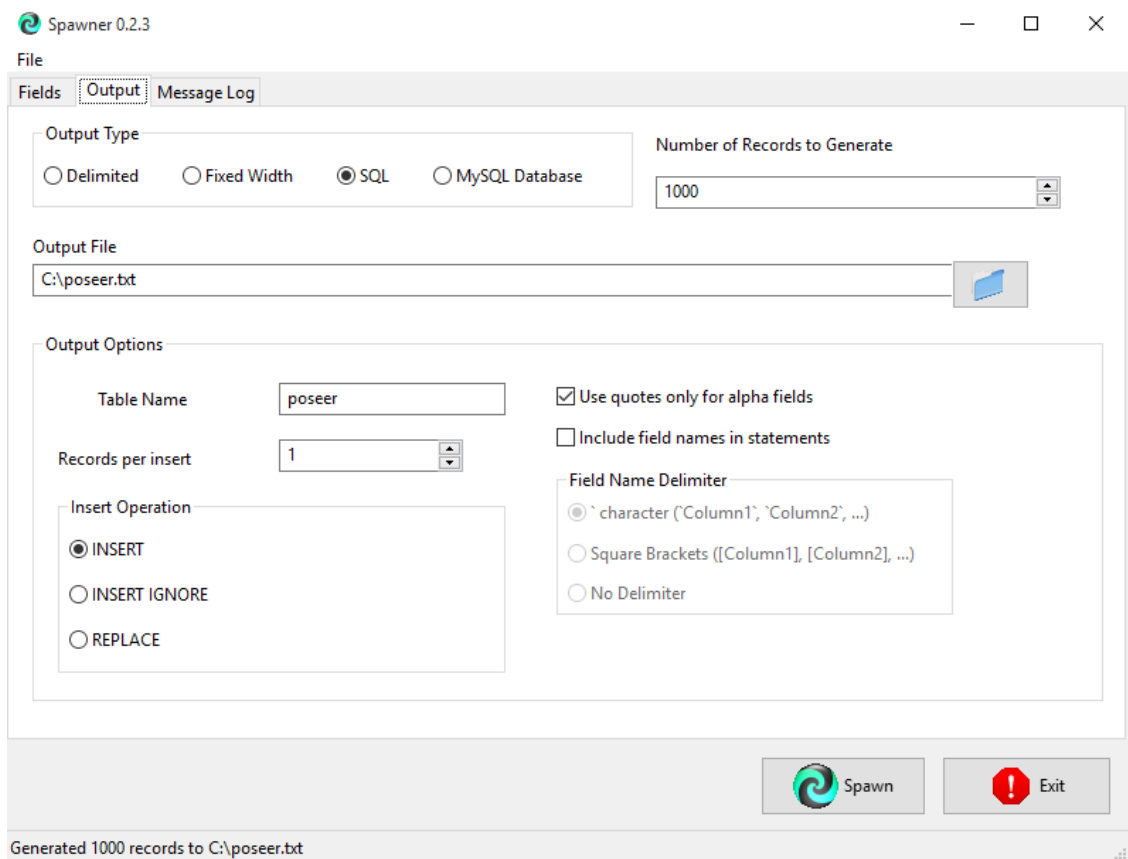 Spawner 0.2.3
File
Fields Output Message Log
Output Type
Delimited Fixed Width SQL MySQL Database
Number of Records to Generate
1000
Output File
C:\poseer.txt
Output Options
Table Name poseer
Records per insert 1
Insert Operation
INSERT
INSERT IGNORE
REPLACE
Use quotes only for alpha fields
Include field names in statements
Field Name Delimiter
` character (`Column1`, `Column2`, ...)
Square Brackets ([Column1], [Column2], ...)
No Delimiter
Spawn Exit
Generated 1000 records to C:\poseer.txt